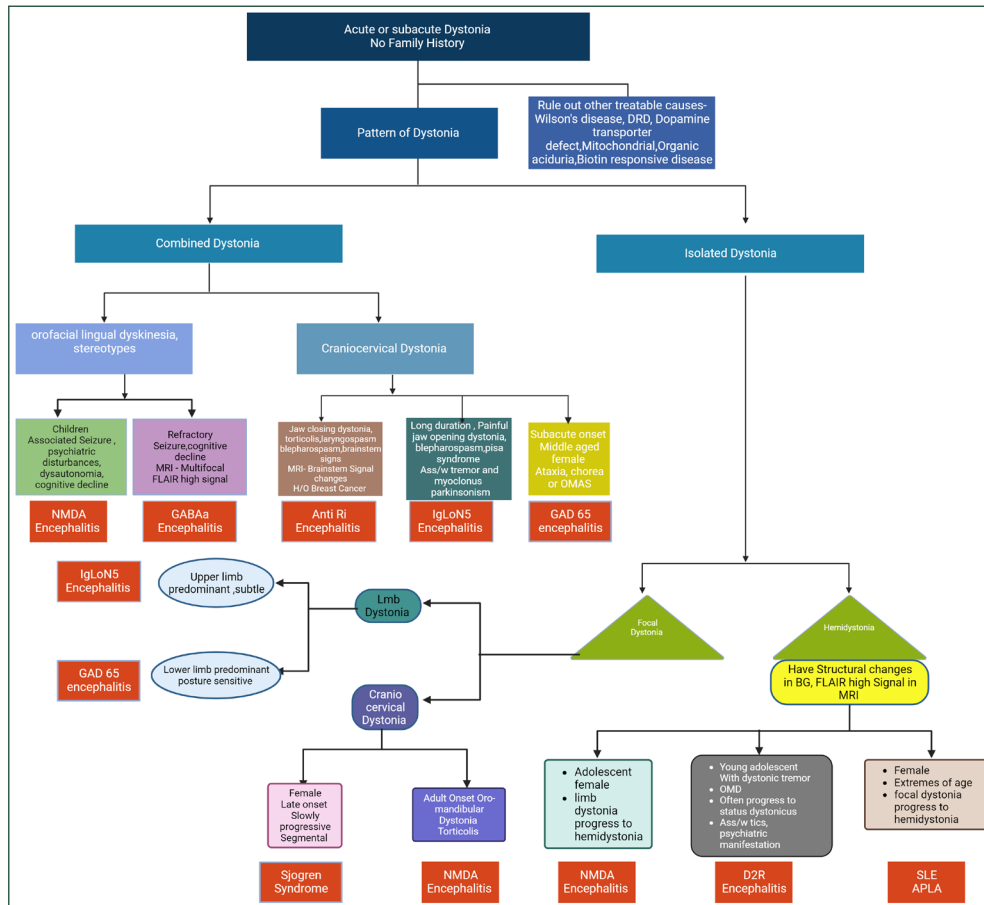 Acute or subacute Dystonia
No Family History
Rule out other treatable causes-
Wilson's disease, DRD, Dopamine
transporter
defect,Mitochondrial,Organic
aciduria,Biotin responsive disease
Pattern of Dystonia
Combined Dystonia
Isolated Dystonia
orofacial lingual dyskinesia,
stereotypes
Craniocervical Dystonia
Children
Associated Seizure ,
psychiatric
disturbances,
dysautonomia,
cognitive decline
Refractory
Seizure,cognitive
decline
MRI - Multifocal
FLAIR high signal
Jaw closing dystonia,
torticolis,laryngospasm
blepharospasm,brainstem
signs
MRI- Brainstem Signal
changes
H/O Breast Cancer
Long duration , Painful
jaw opening dystonia,
blepharospasm,pisa
syndrome
Ass/w tremor and
myoclonus
parkinsonism
Subacute onset
Middle aged
female
Ataxia, chorea
or OMAS
NMDA
Encephalitis
GABAa
Encephalitis
Anti Ri
Encephalitis
IgLoN5
Encephalitis
GAD 65
encephalitis
IgLoN5
Encephalitis
Upper limb
predominant ,subtle
Lmb
Dystonia
Focal
Dystonia
Hemidystonia
GAD 65
encephalitis
Lower limb predominant
posture sensitive
Have Structural changes
in BG, FLAIR high Signal in
MRI
Cranio
cervical
Dystonia
Female
Late onset
Slowly
progressive
Segmental
Adult Onset Oro-
mandibular
Dystonia
Torticolis
• Adolescent
female
• limb
dystonia
progress to
hemidystonia
• Young adolescent
With dystonic tremor
• OMD
• Often progress to
status dystonicus
• Ass/w tics,
psychiatric
manifestation
• Female
• Extremes of age
• focal dystonia
progress to
hemidystonia
Sjogren
Syndrome
NMDA
Encephalitis
NMDA
Encephalitis
D2R
Encephalitis
SLE
APLA